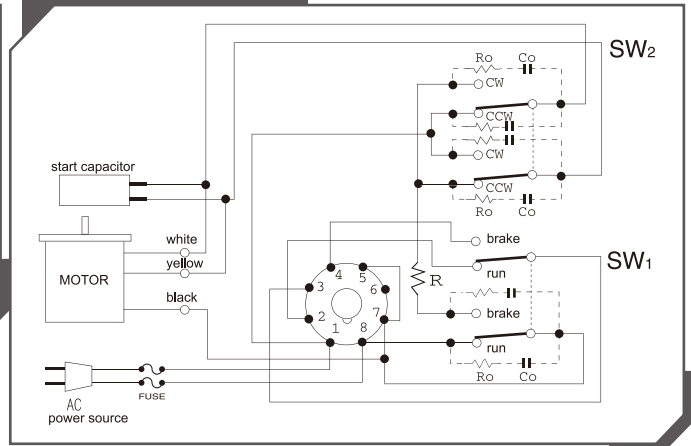 SW2
Ro Co
CW
CCW
CW
CCW
Ro Co
start capacitor
MOTOR
white
yellow
black
brake
run
SW1
R
brake
run
Ro Co
4 5
3 6
2 7
1 8
AC
power source
FUSE